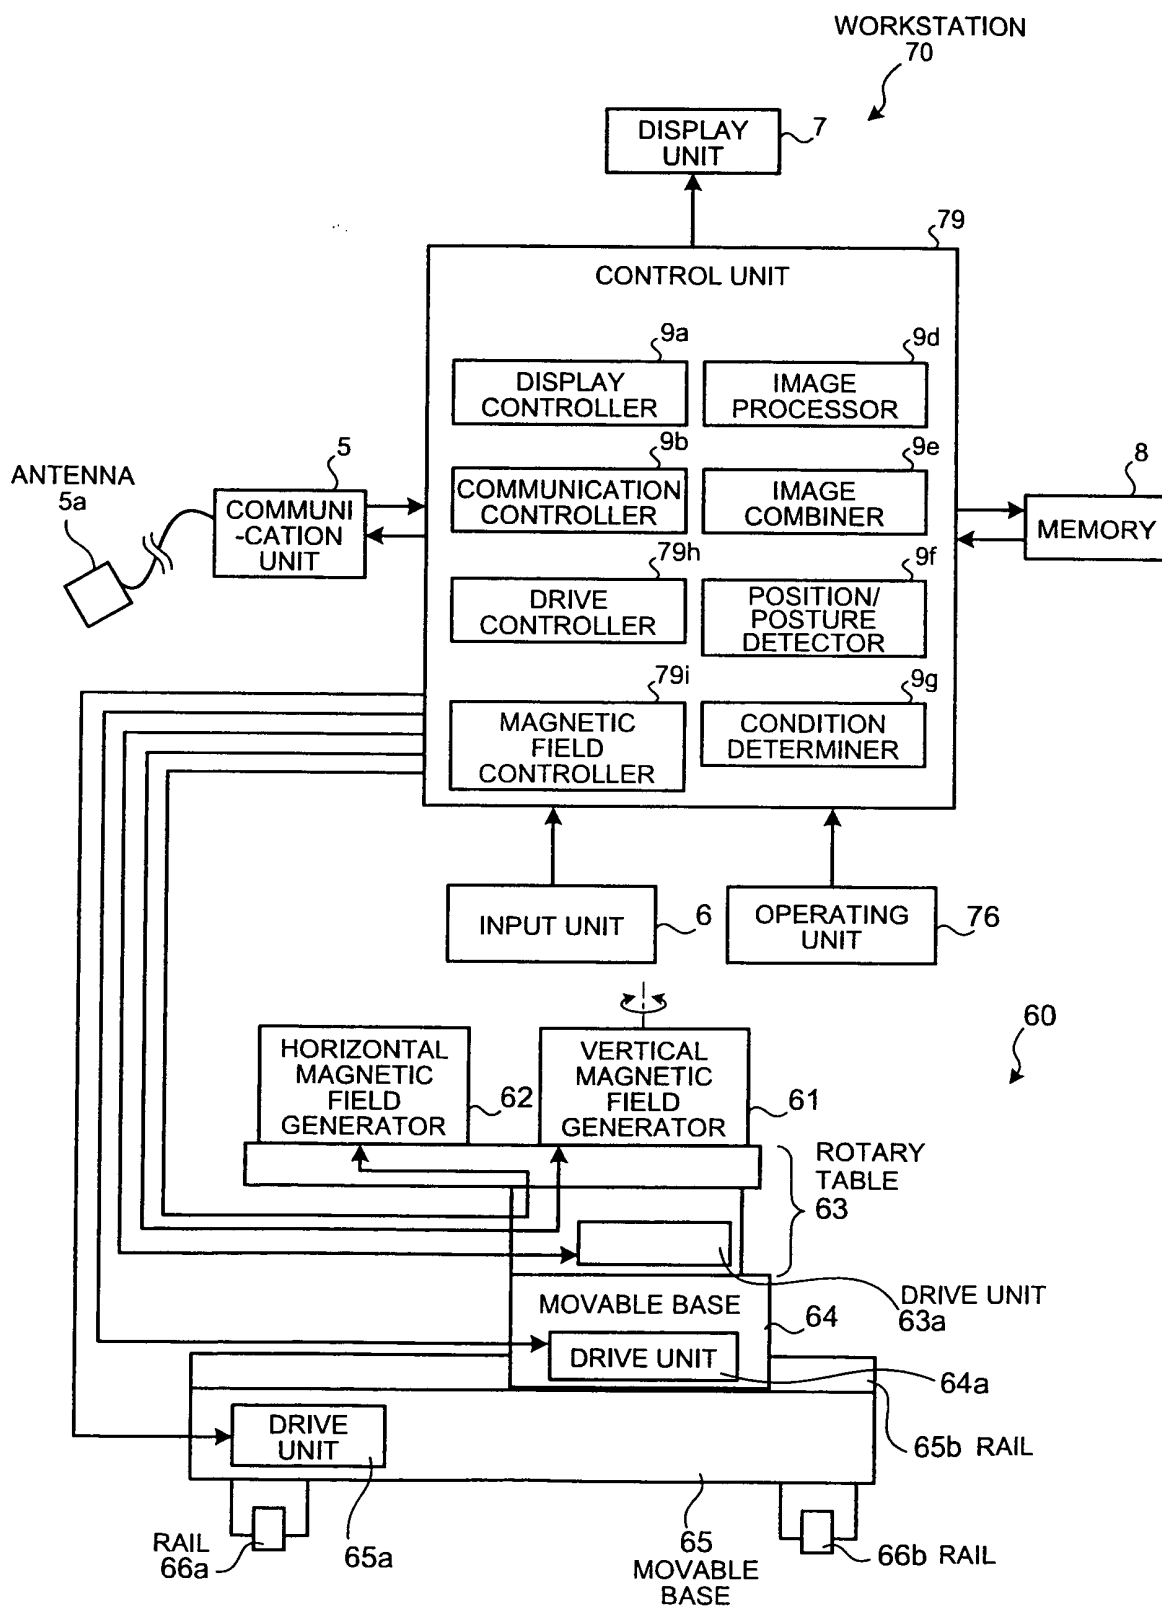 WORKSTATION
70
DISPLAY
UNIT
7
79
CONTROL UNIT
9a
9d
DISPLAY
CONTROLLER
IMAGE
PROCESSOR
9b
9e
COMMUNICATION
CONTROLLER
IMAGE
COMBINER
ANTENNA
5a
5
COMMUNI
-CATION
UNIT
8
MEMORY
79h
9f
DRIVE
CONTROLLER
POSITION/
POSTURE
DETECTOR
79i
9g
MAGNETIC
FIELD
CONTROLLER
CONDITION
DETERMINER
INPUT UNIT
6
OPERATING
UNIT
76
60
HORIZONTAL
MAGNETIC
FIELD
GENERATOR
62
VERTICAL
MAGNETIC
FIELD
GENERATOR
61
ROTARY
TABLE
63
DRIVE UNIT
63a
MOVABLE BASE
64
DRIVE UNIT
64a
DRIVE
UNIT
65b RAIL
RAIL
66a
65a
65
MOVABLE
BASE
66b RAIL